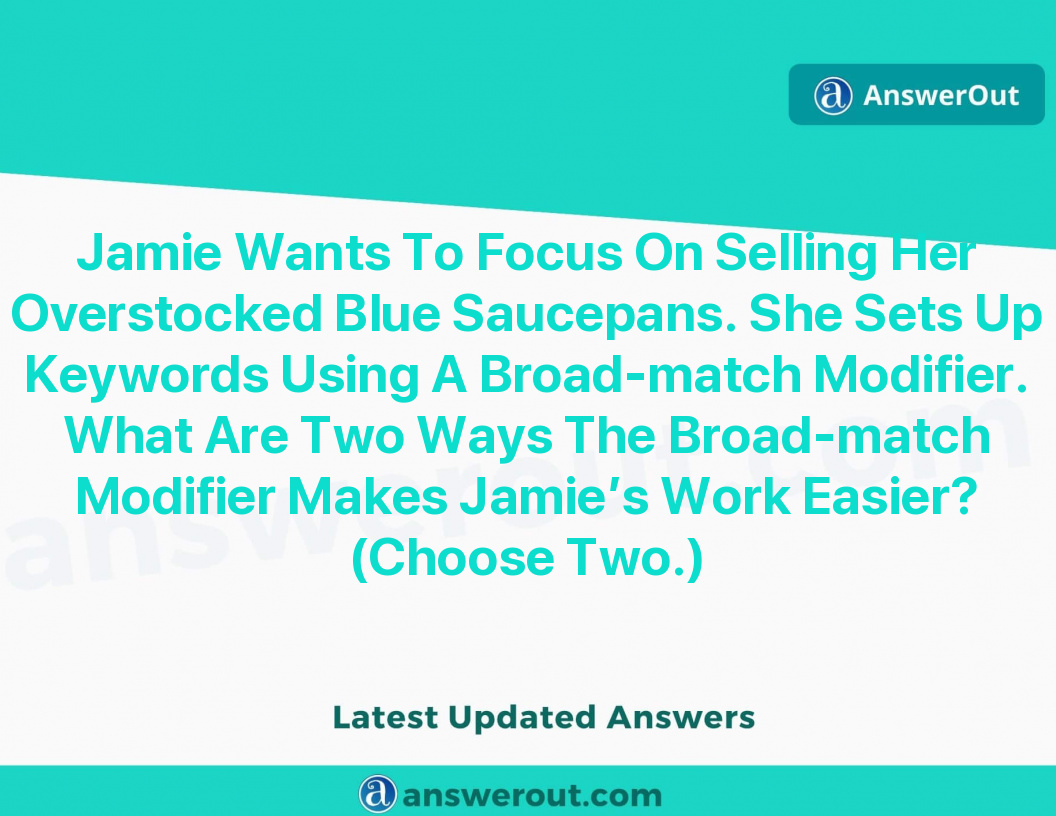 AnswerOut
Jamie Wants To Focus On Selling Her
Overstocked Blue Saucepans. She Sets Up
Keywords Using A Broad-match Modifier.
What Are Two Ways The Broad-match
Modifier Makes Jamie’s Work Easier?
(Choose Two.)
answerout.com
Latest Updated Answers
answerout.com